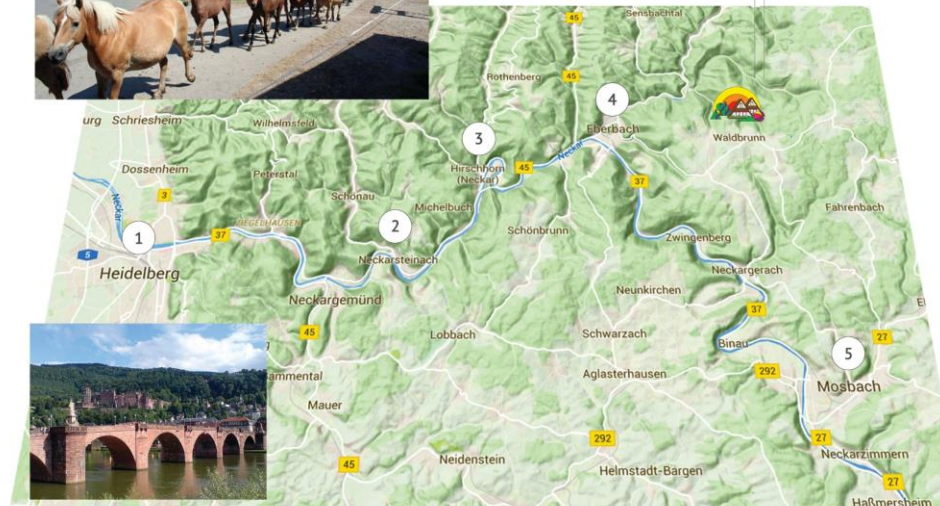 45
Sensbachtal
Rothenberg
45
4
urg Schriesheim
Wilhelmsfeld
Eberbach
Waldbrunn
3
Neckar
Hirschhorn
(Neckar)
45
Dossenheim
Peterstal
37
3
Schönau
Michelbuch
Fahrenbach
Neckar
ZIEGELHAUSEN
2
Schönbrunn
1
37
Zwingenberg
5
Neckarsteinach
Heidelberg
Neckargerach
Neckargemünd
Neunkirchen
37
45
Lobbach
Schwarzach
27
Binau
5
ammental
Aglasterhausen
292
Mosbach
Mauer
292
27
Neckarzimmern
45
Neidenstein
Helmstadt-Bargen
27
Haßmersheim